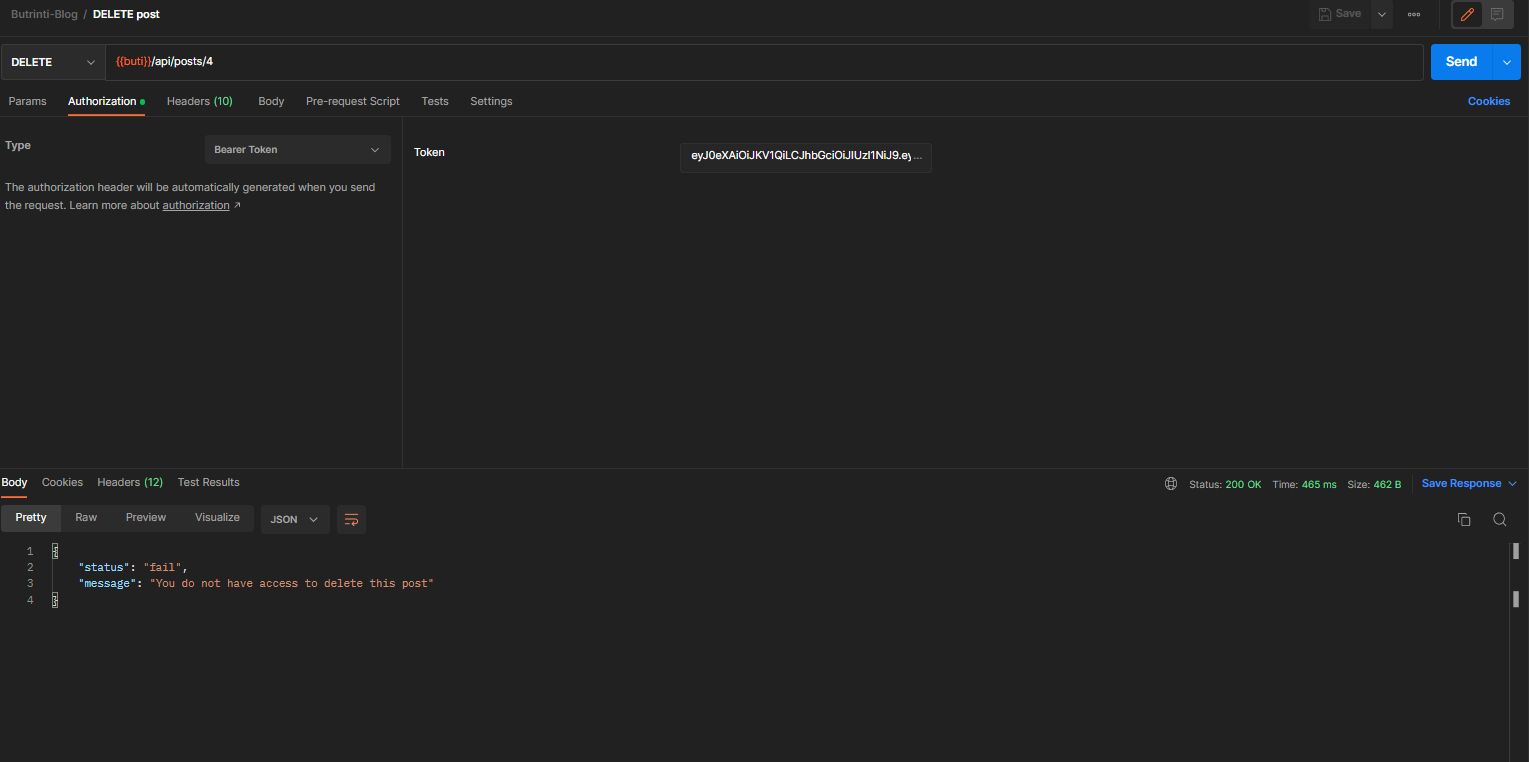 Butrinti-Blog / DELETE post
Save
DELETE
{{buti}}/api/posts/4
Send
Params Authorization Headers (10) Body Pre-request Script Tests Settings
Cookies
Type
Bearer Token
The authorization header will be automatically generated when you send
the request. Learn more about authorization ↗
Token
eyJ0eXAiOiJKV1QiLCJhbGciOiJIUzI1NiJ9.ey...
Body Cookies Headers (12) Test Results
Status: 200 OK Time: 465 ms Size: 462 B
Save Response
Pretty Raw Preview Visualize
JSON
1 {
2 "status": "fail",
3 "message": "You do not have access to delete this post"
4 }